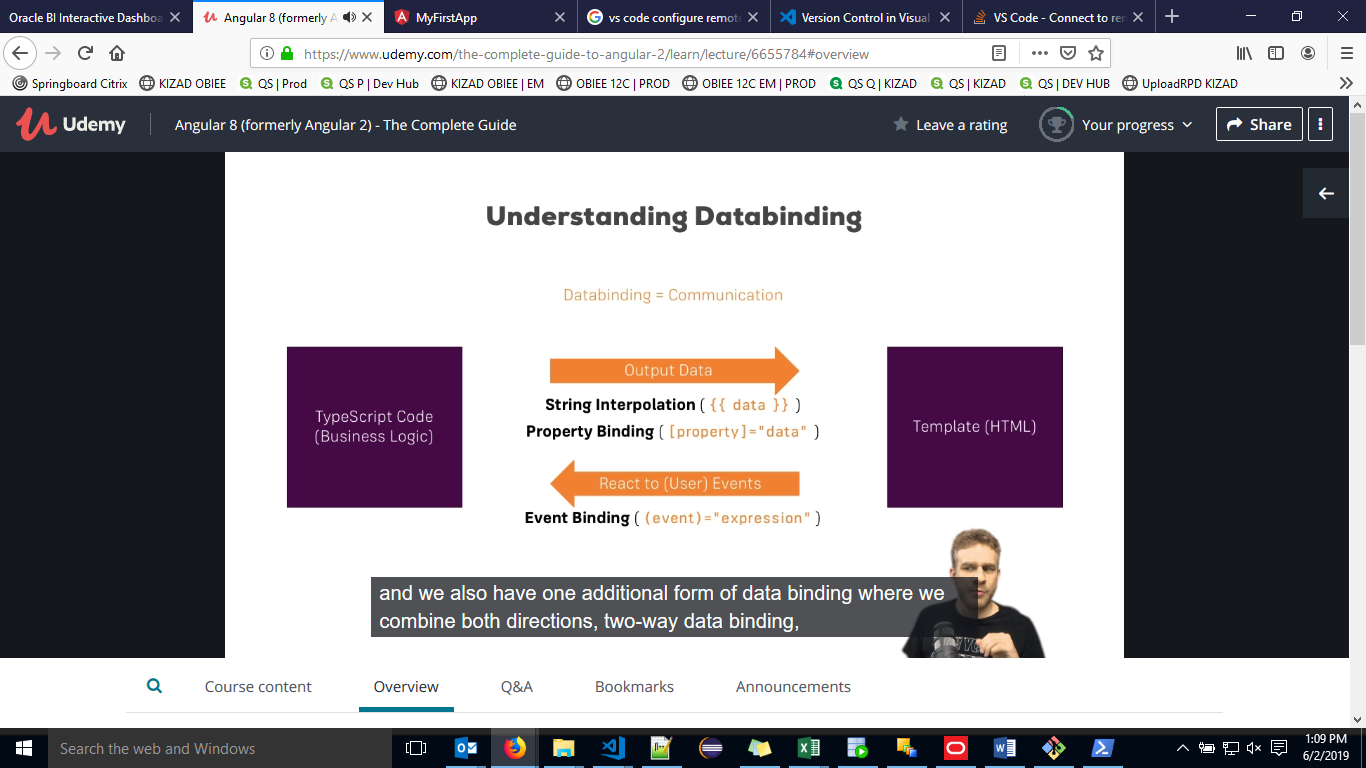 Oracle BI Interactive Dashboa
Angular 8 (formerly A
MyFirstApp
vs code configure remot
Version Control in Visual
VS Code - Connect to re
https://www.udemy.com/the-complete-guide-to-angular-2/learn/lecture/6655784#overview
Springboard Citrix
KIZAD OBIEE
QS | Prod
QS P | Dev Hub
KIZAD OBIEE | EM
OBIEE 12C | PROD
OBIEE 12C EM | PROD
QS Q | KIZAD
QS | KIZAD
QS | DEV HUB
UploadRPD KIZAD
Udemy
Angular 8 (formerly Angular 2) - The Complete Guide
Leave a rating
Your progress
Share
Understanding Databinding
Databinding = Communication
TypeScript Code
(Business Logic)
Output Data
String Interpolation ( {{ data }} )
Property Binding ( [property]="data" )
React to (User) Events
Event Binding ( (event)="expression" )
Template (HTML)
and we also have one additional form of data binding where we
combine both directions, two-way data binding,
Course content
Overview
Q&A
Bookmarks
Announcements
Search the web and Windows
1:09 PM
6/2/2019